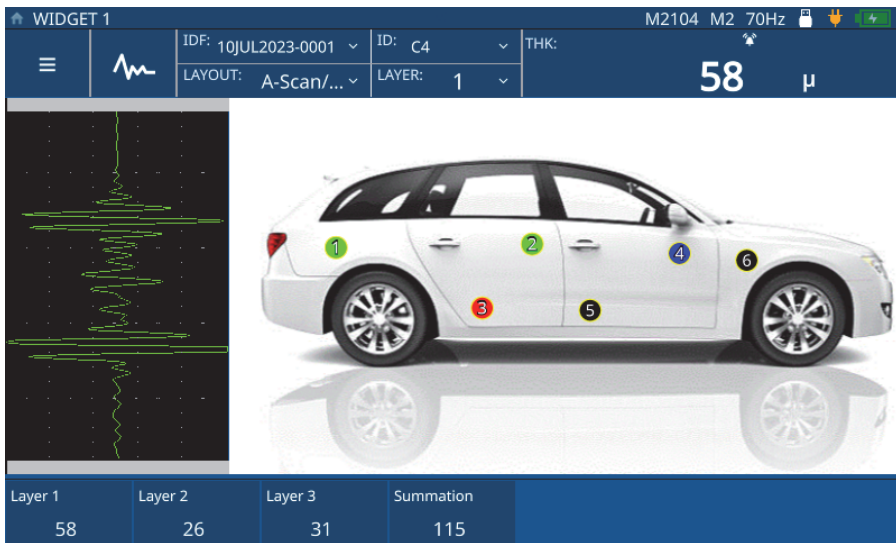 WIDGET 1
M2104 M2 70Hz
IDF: 10JUL2023-0001
ID: C4
THK:
LAYOUT: A-Scan/...
LAYER: 1
58 µ
1
2
4
6
3
5
Layer 1
Layer 2
Layer 3
Summation
58
26
31
115